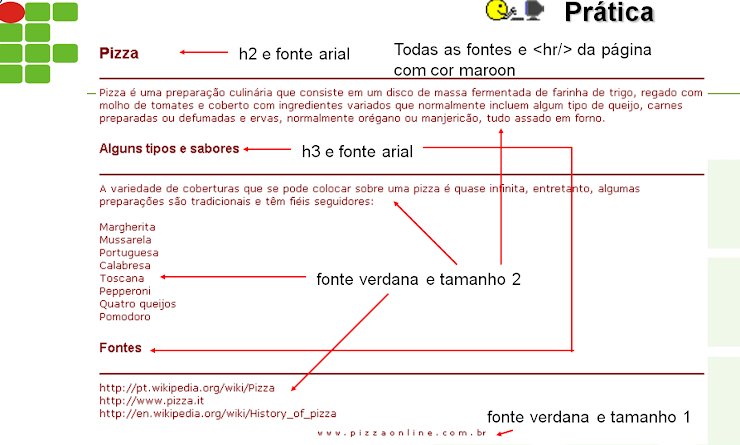 Prática
Pizza
h2 e fonte arial
Todas as fontes e <hr/> da página
com cor maroon
Pizza é uma preparação culinária que consiste em um disco de massa fermentada de farinha de trigo, regado com
molho de tomates e coberto com ingredientes variados que normalmente incluem algum tipo de queijo, carnes
preparadas ou defumadas e ervas, normalmente orégano ou manjericão, tudo assado em forno.
Alguns tipos e sabores
h3 e fonte arial
A variedade de coberturas que se pode colocar sobre uma pizza é quase infinita, entretanto, algumas
preparações são tradicionais e têm fiéis seguidores:
Margherita
Mussarela
Portuguesa
Calabresa
Toscana
fonte verdana e tamanho 2
Pepperoni
Quatro queijos
Pomodoro
Fontes
http://pt.wikipedia.org/wiki/Pizza
http://www.pizza.it
http://en.wikipedia.org/wiki/History_of_pizza
fonte verdana e tamanho 1
www.pizzaonline.com.br